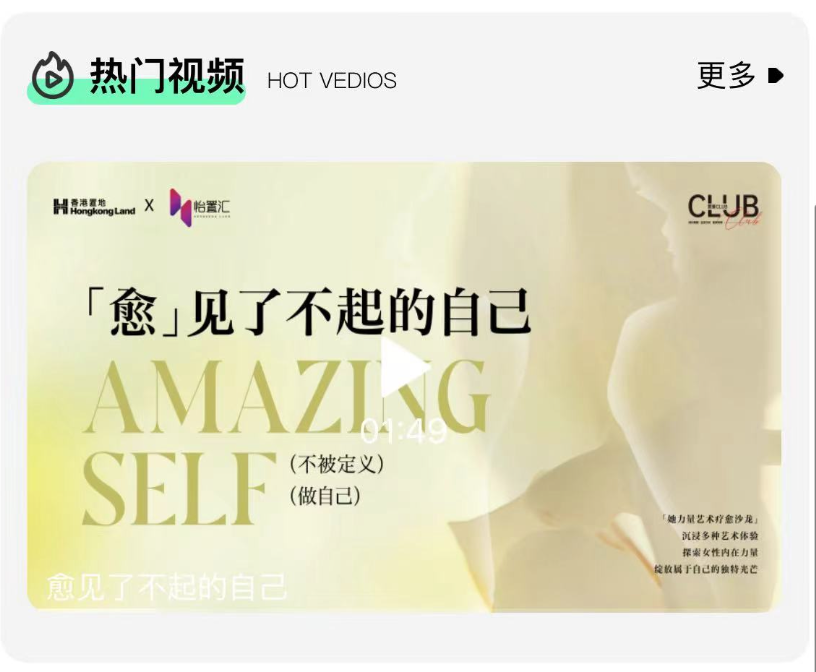 热门视频 HOT VEDIOS 更多
香港置地
HongkongLand X 怡置汇
CLUB
Club
「愈」见了不起的自己
AMAZING
01:49
SELF
(不被定义)
(做自己)
「她力量艺术疗愈沙龙」
沉浸多种艺术体验
探索女性内在力量
绽放属于自己的独特光芒
愈见了不起的自己